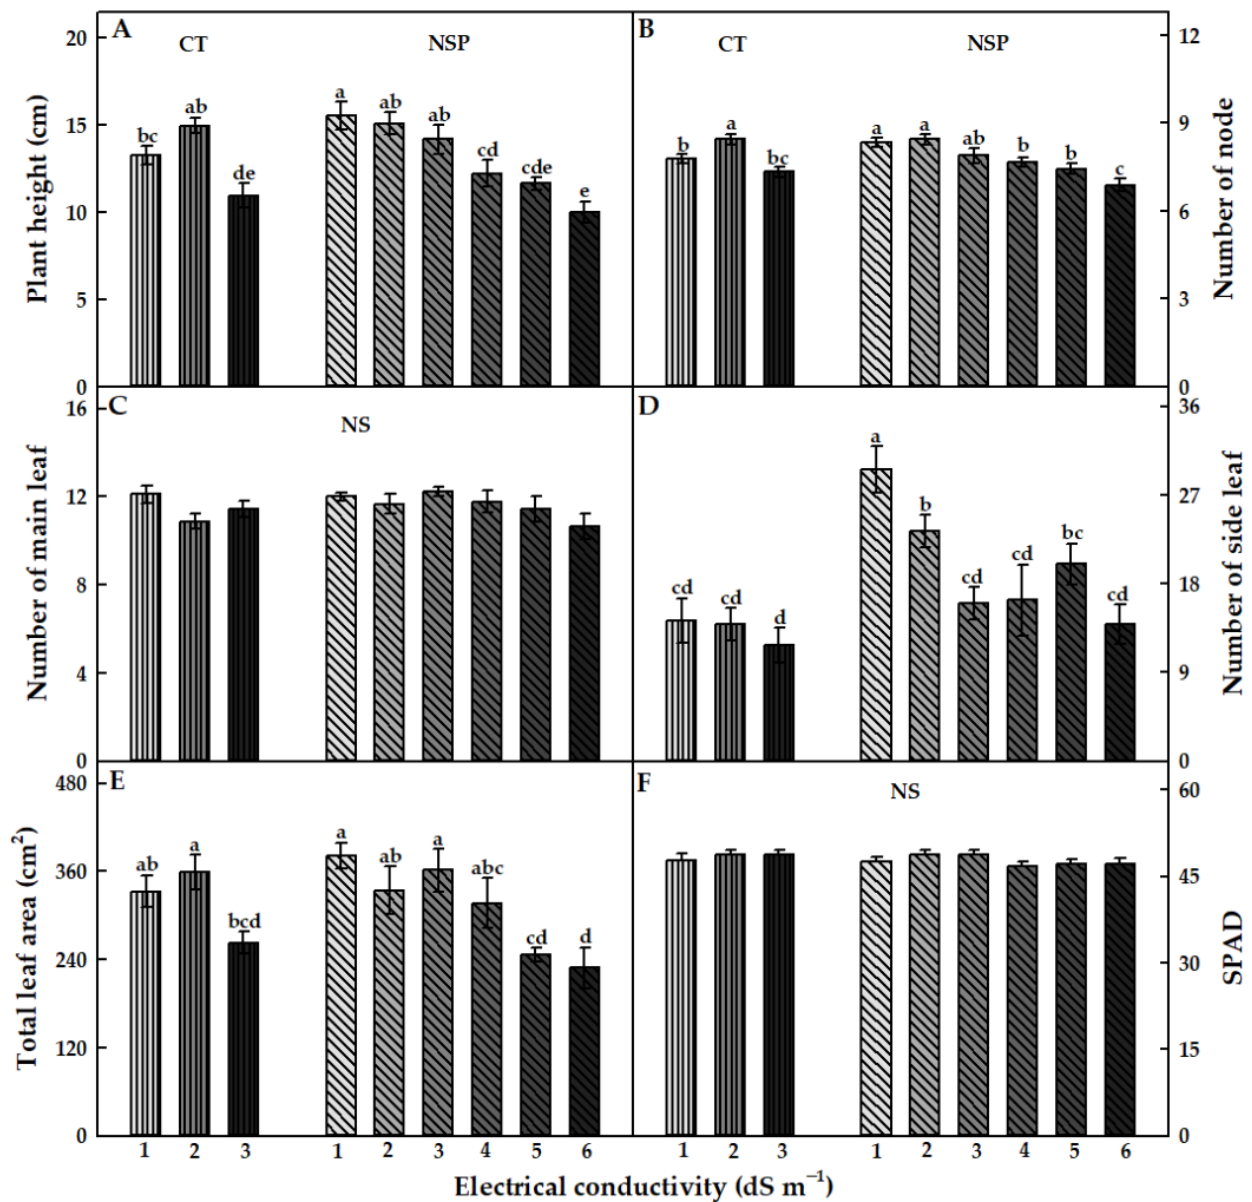 A
CT
NSP
Plant height (cm)
20
15
10
5
0
bc
ab
de
a
ab
ab
cd
cde
e
B
CT
NSP
Number of node
12
9
6
3
0
b
a
bc
a
a
ab
b
b
c
C
NS
Number of main leaf
16
12
8
4
0
D
Number of side leaf
36
27
18
9
0
cd
cd
d
a
b
cd
cd
bc
cd
E
Total leaf area (cm²)
480
360
240
120
0
ab
a
bcd
a
ab
a
abc
cd
d
F
NS
SPAD
60
45
30
15
0
1 2 3 1 2 3 4 5 6
1 2 3 1 2 3 4 5 6
Electrical conductivity (dS m⁻¹)